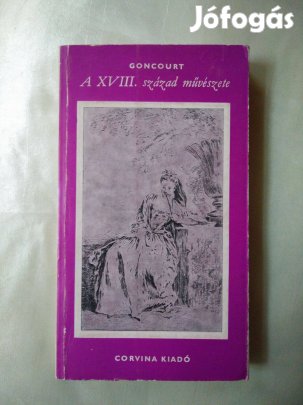 Jófogás
GONCOURT
A XVIII. század művészete
CORVINA KIADÓ